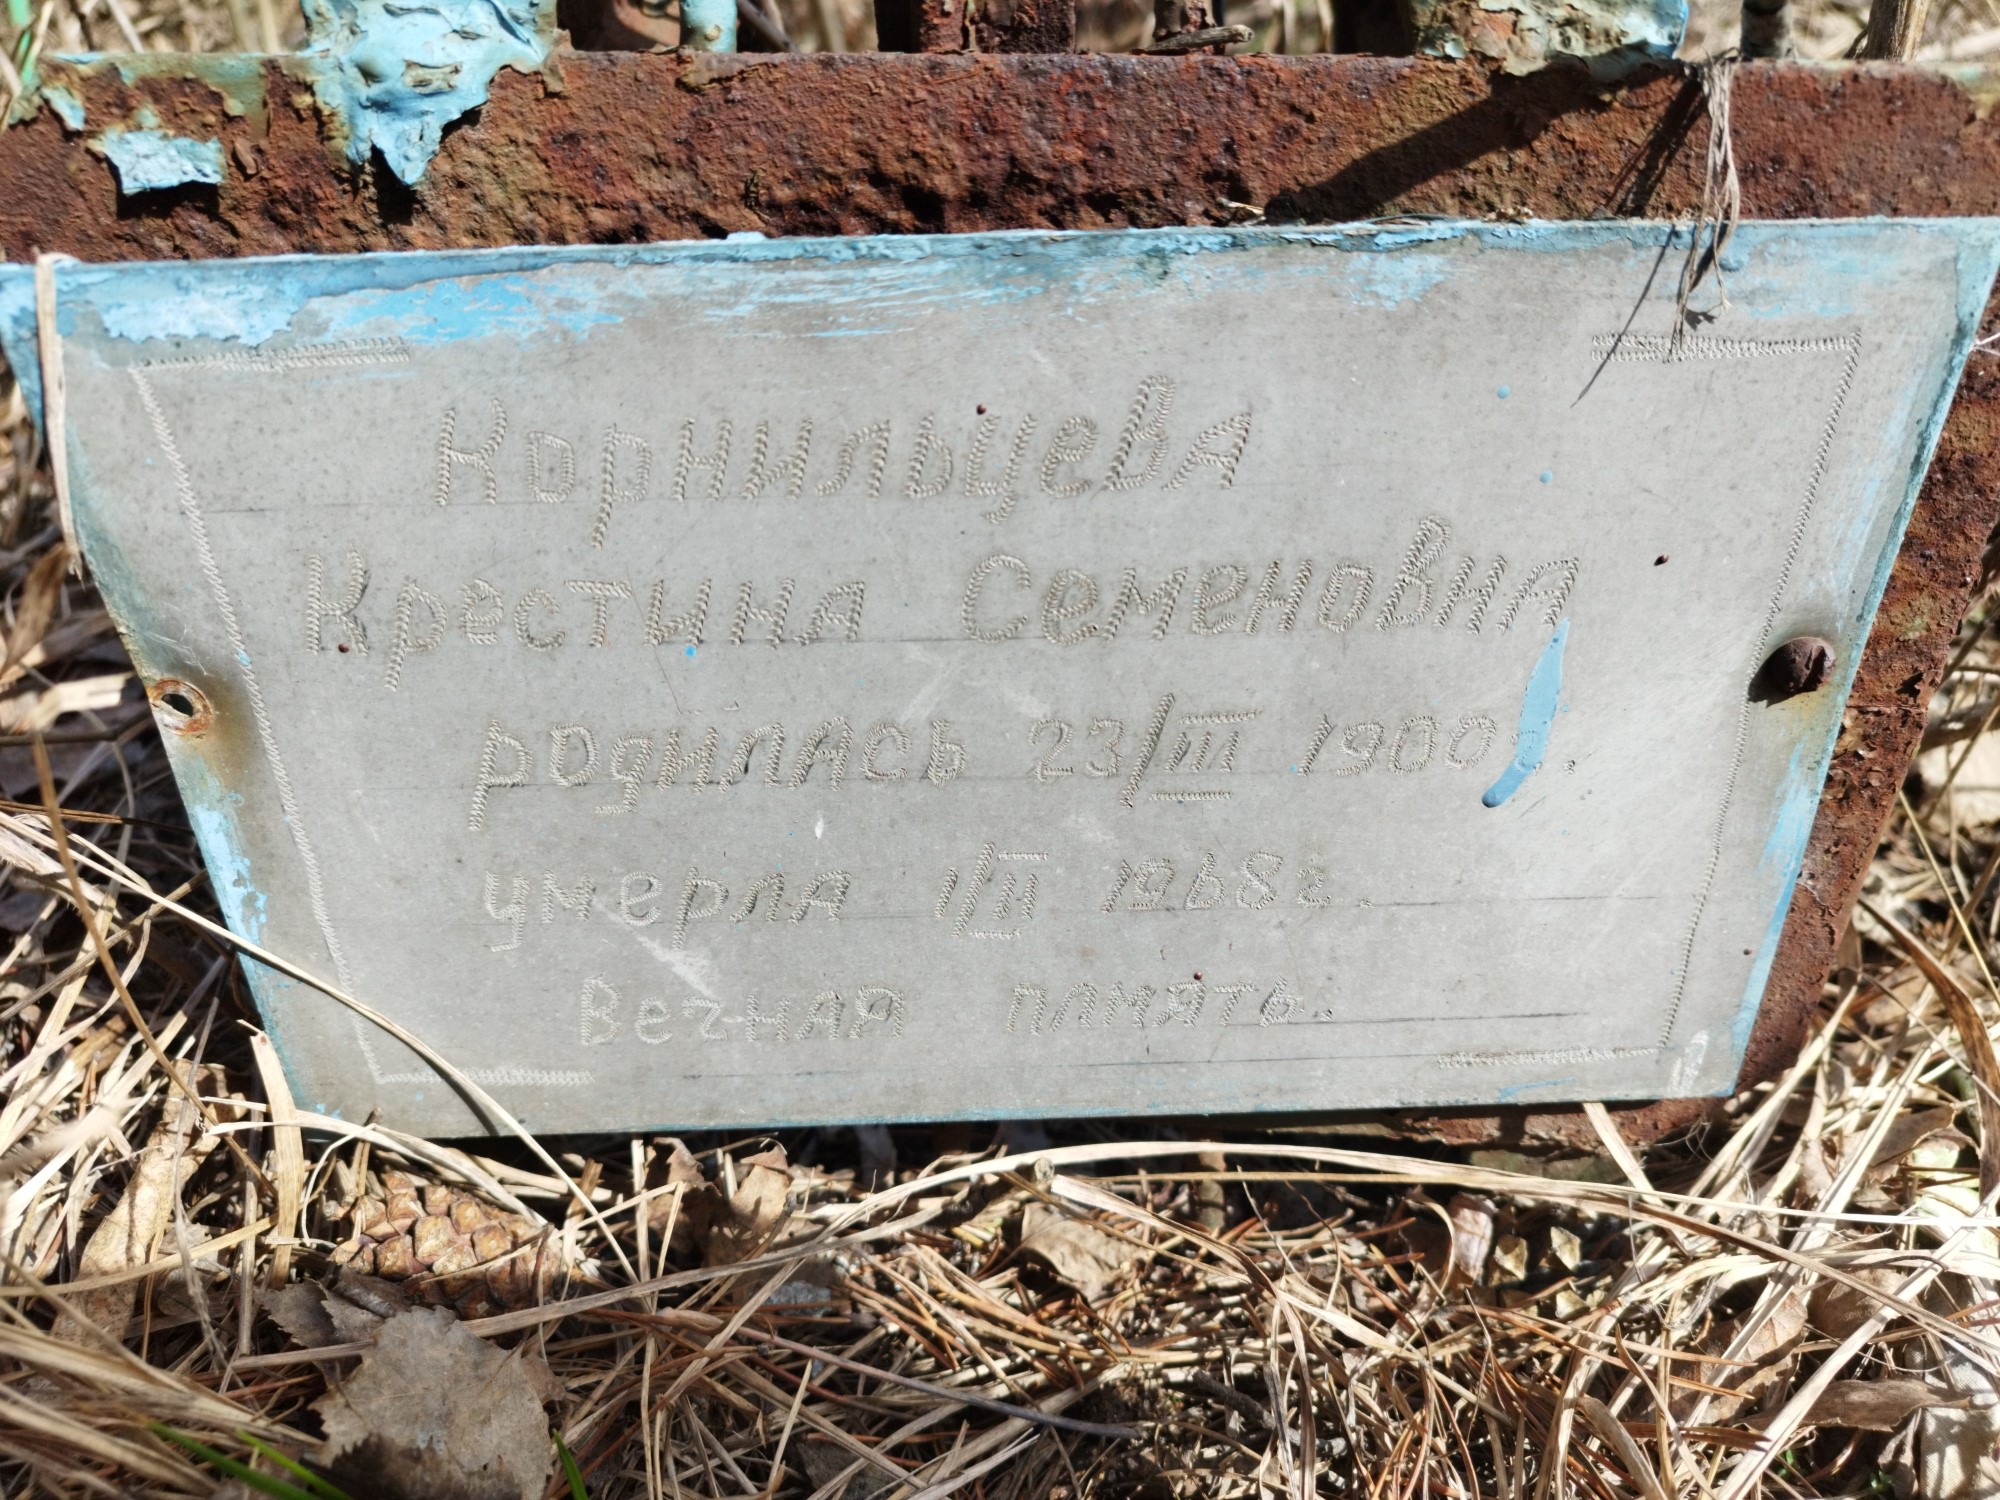 Корнильцева
Крестина Семеновна
родилась 23/III 1900г.
умерла 1/II 1968г.
Вечная память.